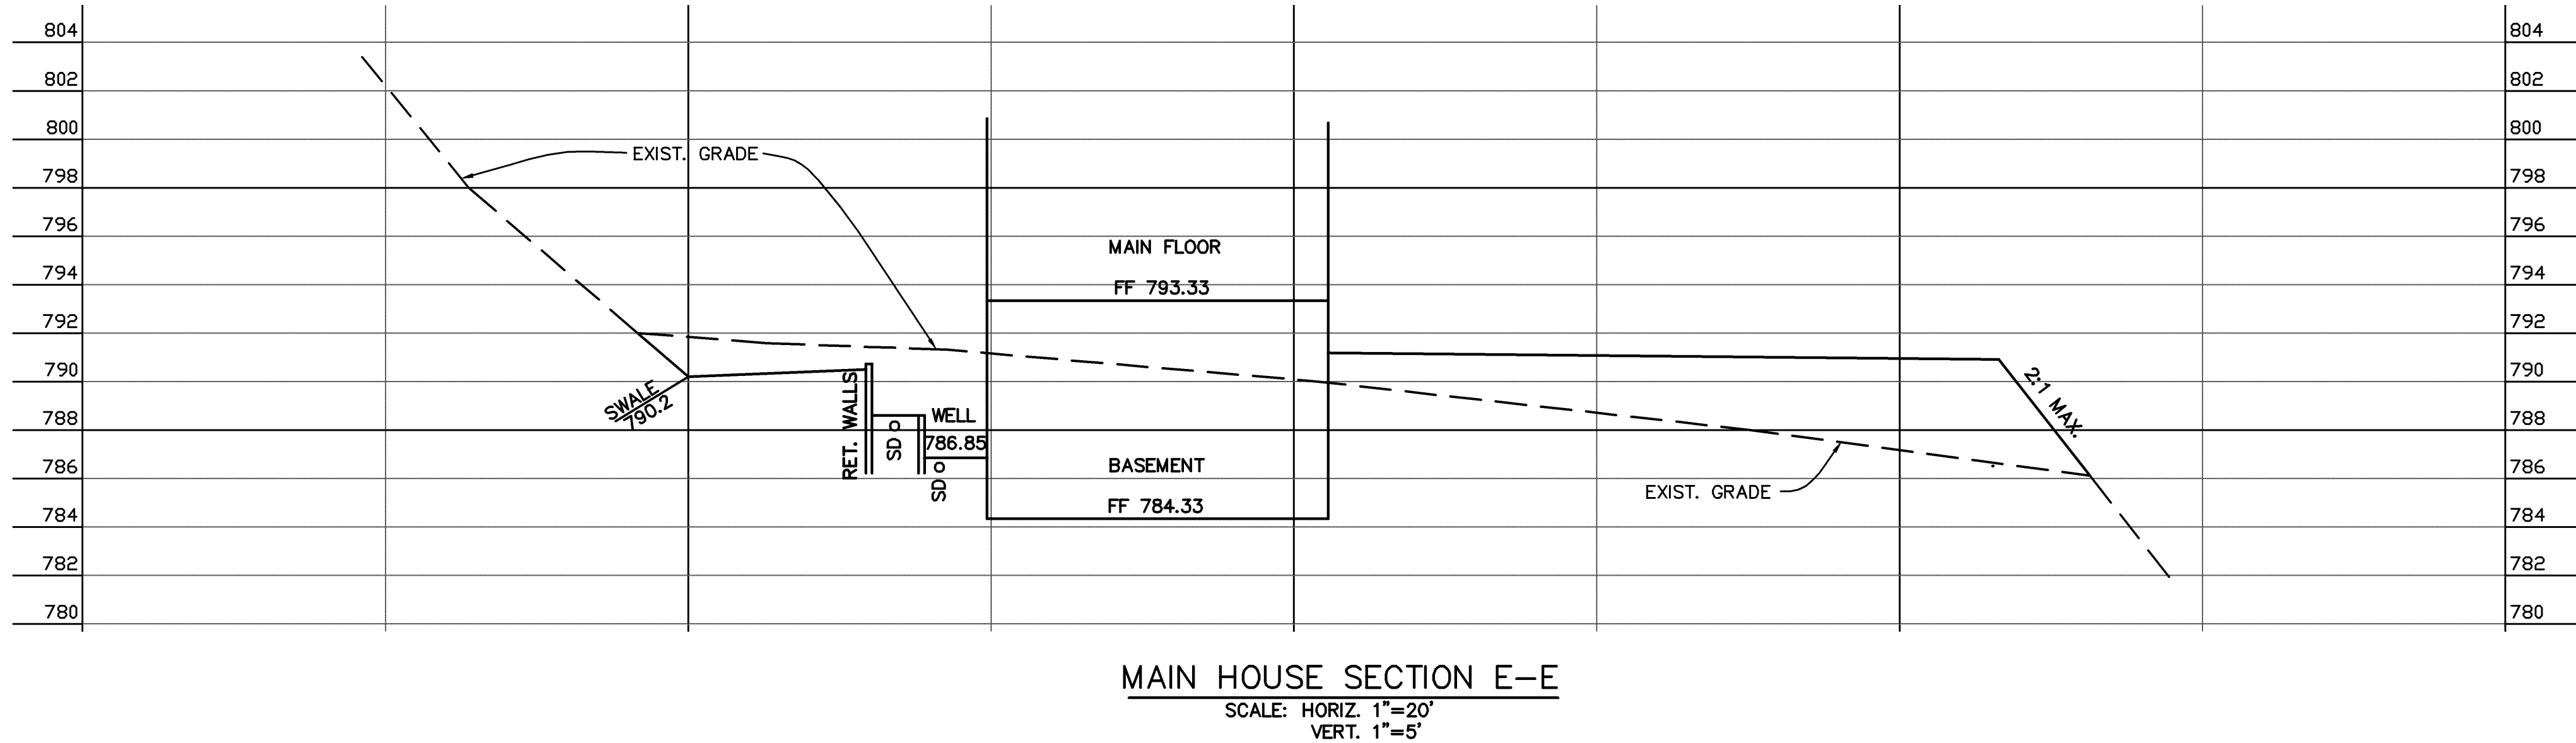 804
802
800
798
796
794
792
790
788
786
784
782
780
EXIST. GRADE
SWALE
790.2
RET. WALLS
SD
WELL
786.85
SD
MAIN FLOOR
FF 793.33
BASEMENT
FF 784.33
2:1 MAX.
EXIST. GRADE
804
802
800
798
796
794
792
790
788
786
784
782
780
MAIN HOUSE SECTION E-E
SCALE: HORIZ. 1"=20'
VERT. 1"=5'